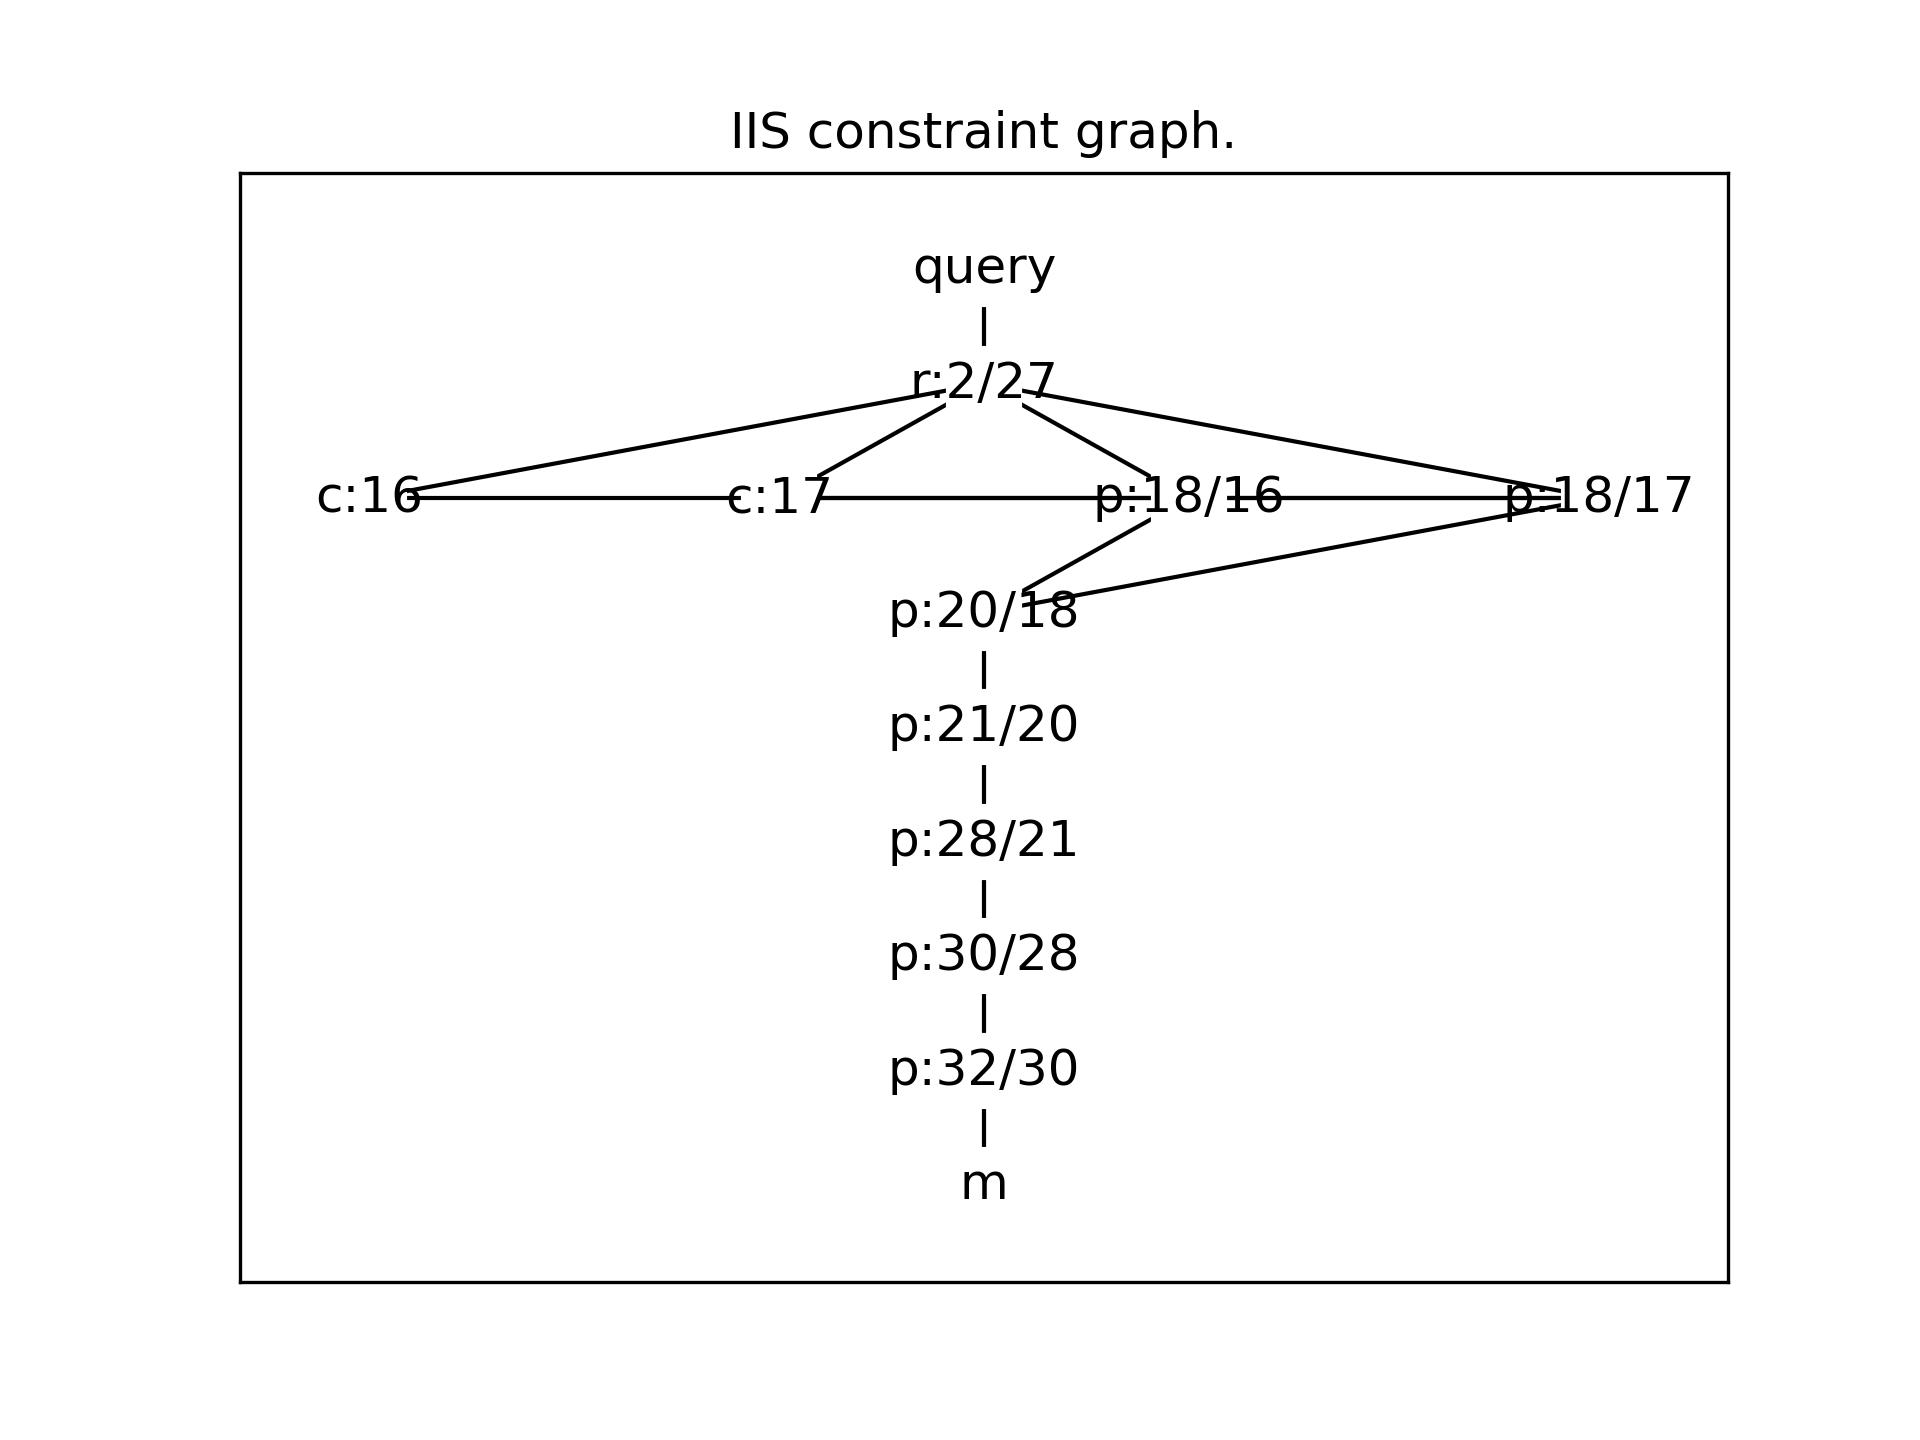 IIS constraint graph.
query
r:2/27
c:16 c:17 p:18/16 p:18/17
p:20/18
p:21/20
p:28/21
p:30/28
p:32/30
m